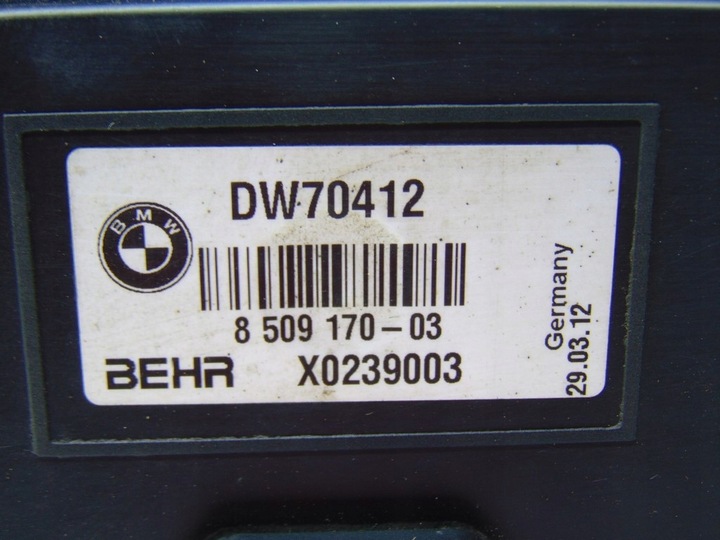 DW70412
BMW
8 509 170-03
BEHR X0239003
Germany
29.03.12